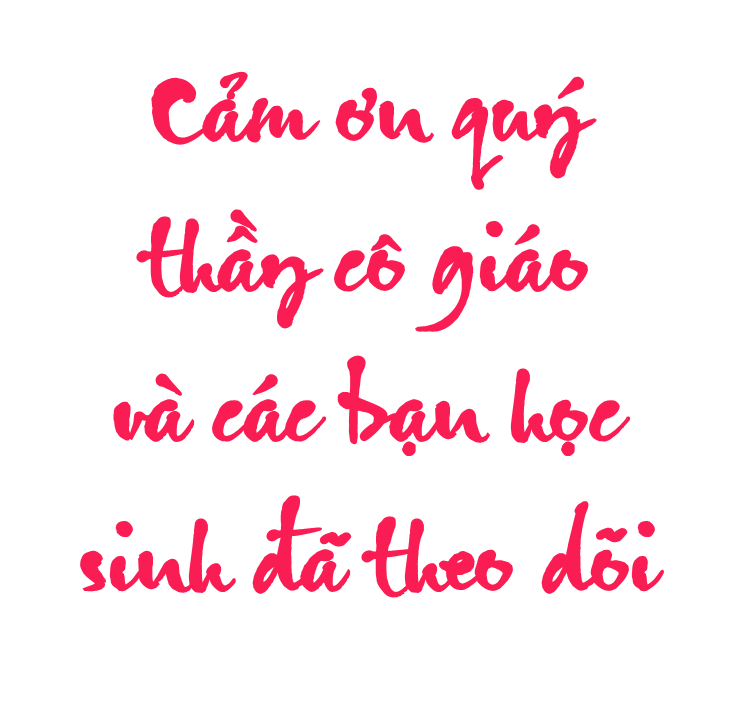 Cảm ơn quý
thầy cô giáo
và các bạn học
sinh đã theo dõi